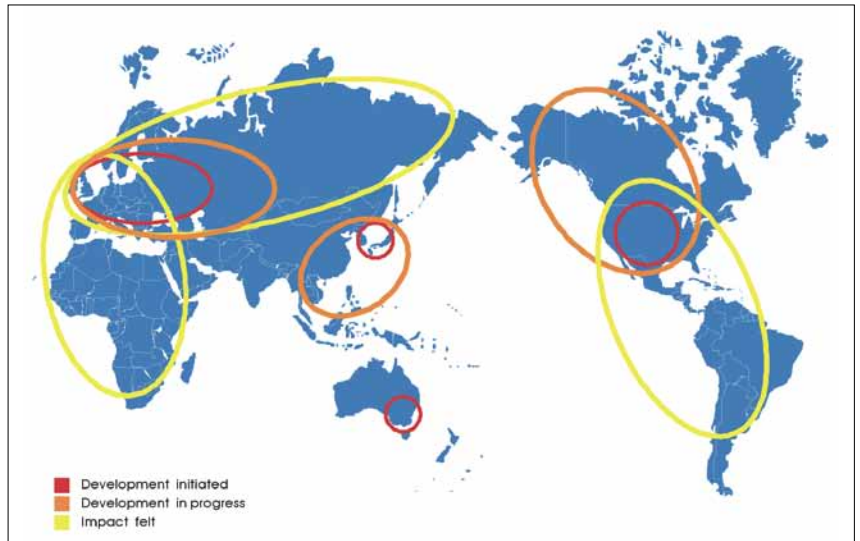 Development initiated
Development in progress
Impact felt